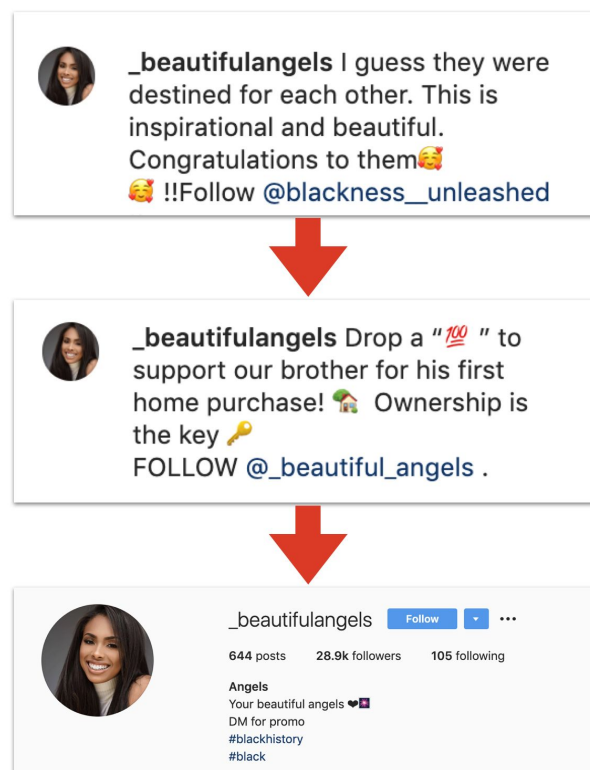 _beautifulangels I guess they were
destined for each other. This is
inspirational and beautiful.
Congratulations to them🥰
🥰 !!Follow @blackness__unleashed
_beautifulangels Drop a “💯 ” to
support our brother for his first
home purchase! 🏡 Ownership is
the key 🔑
FOLLOW @_beautiful_angels .
_beautifulangels Follow
644 posts 28.9k followers 105 following
Angels
Your beautiful angels ❤🎆
DM for promo
#blackhistory
#black